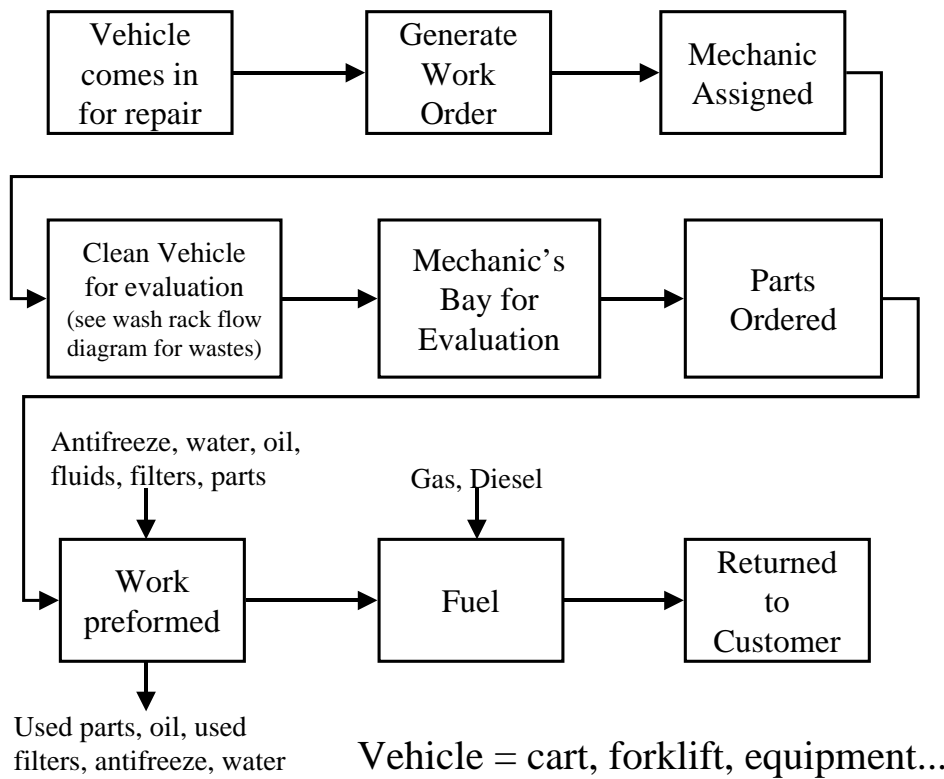 Vehicle
comes in
for repair
Generate
Work
Order
Mechanic
Assigned
Clean Vehicle
for evaluation
(see wash rack flow
diagram for wastes)
Mechanic’s
Bay for
Evaluation
Parts
Ordered
Antifreeze, water, oil,
fluids, filters, parts
Gas, Diesel
Work
preformed
Fuel
Returned
to
Customer
Used parts, oil, used
filters, antifreeze, water
Vehicle = cart, forklift, equipment...